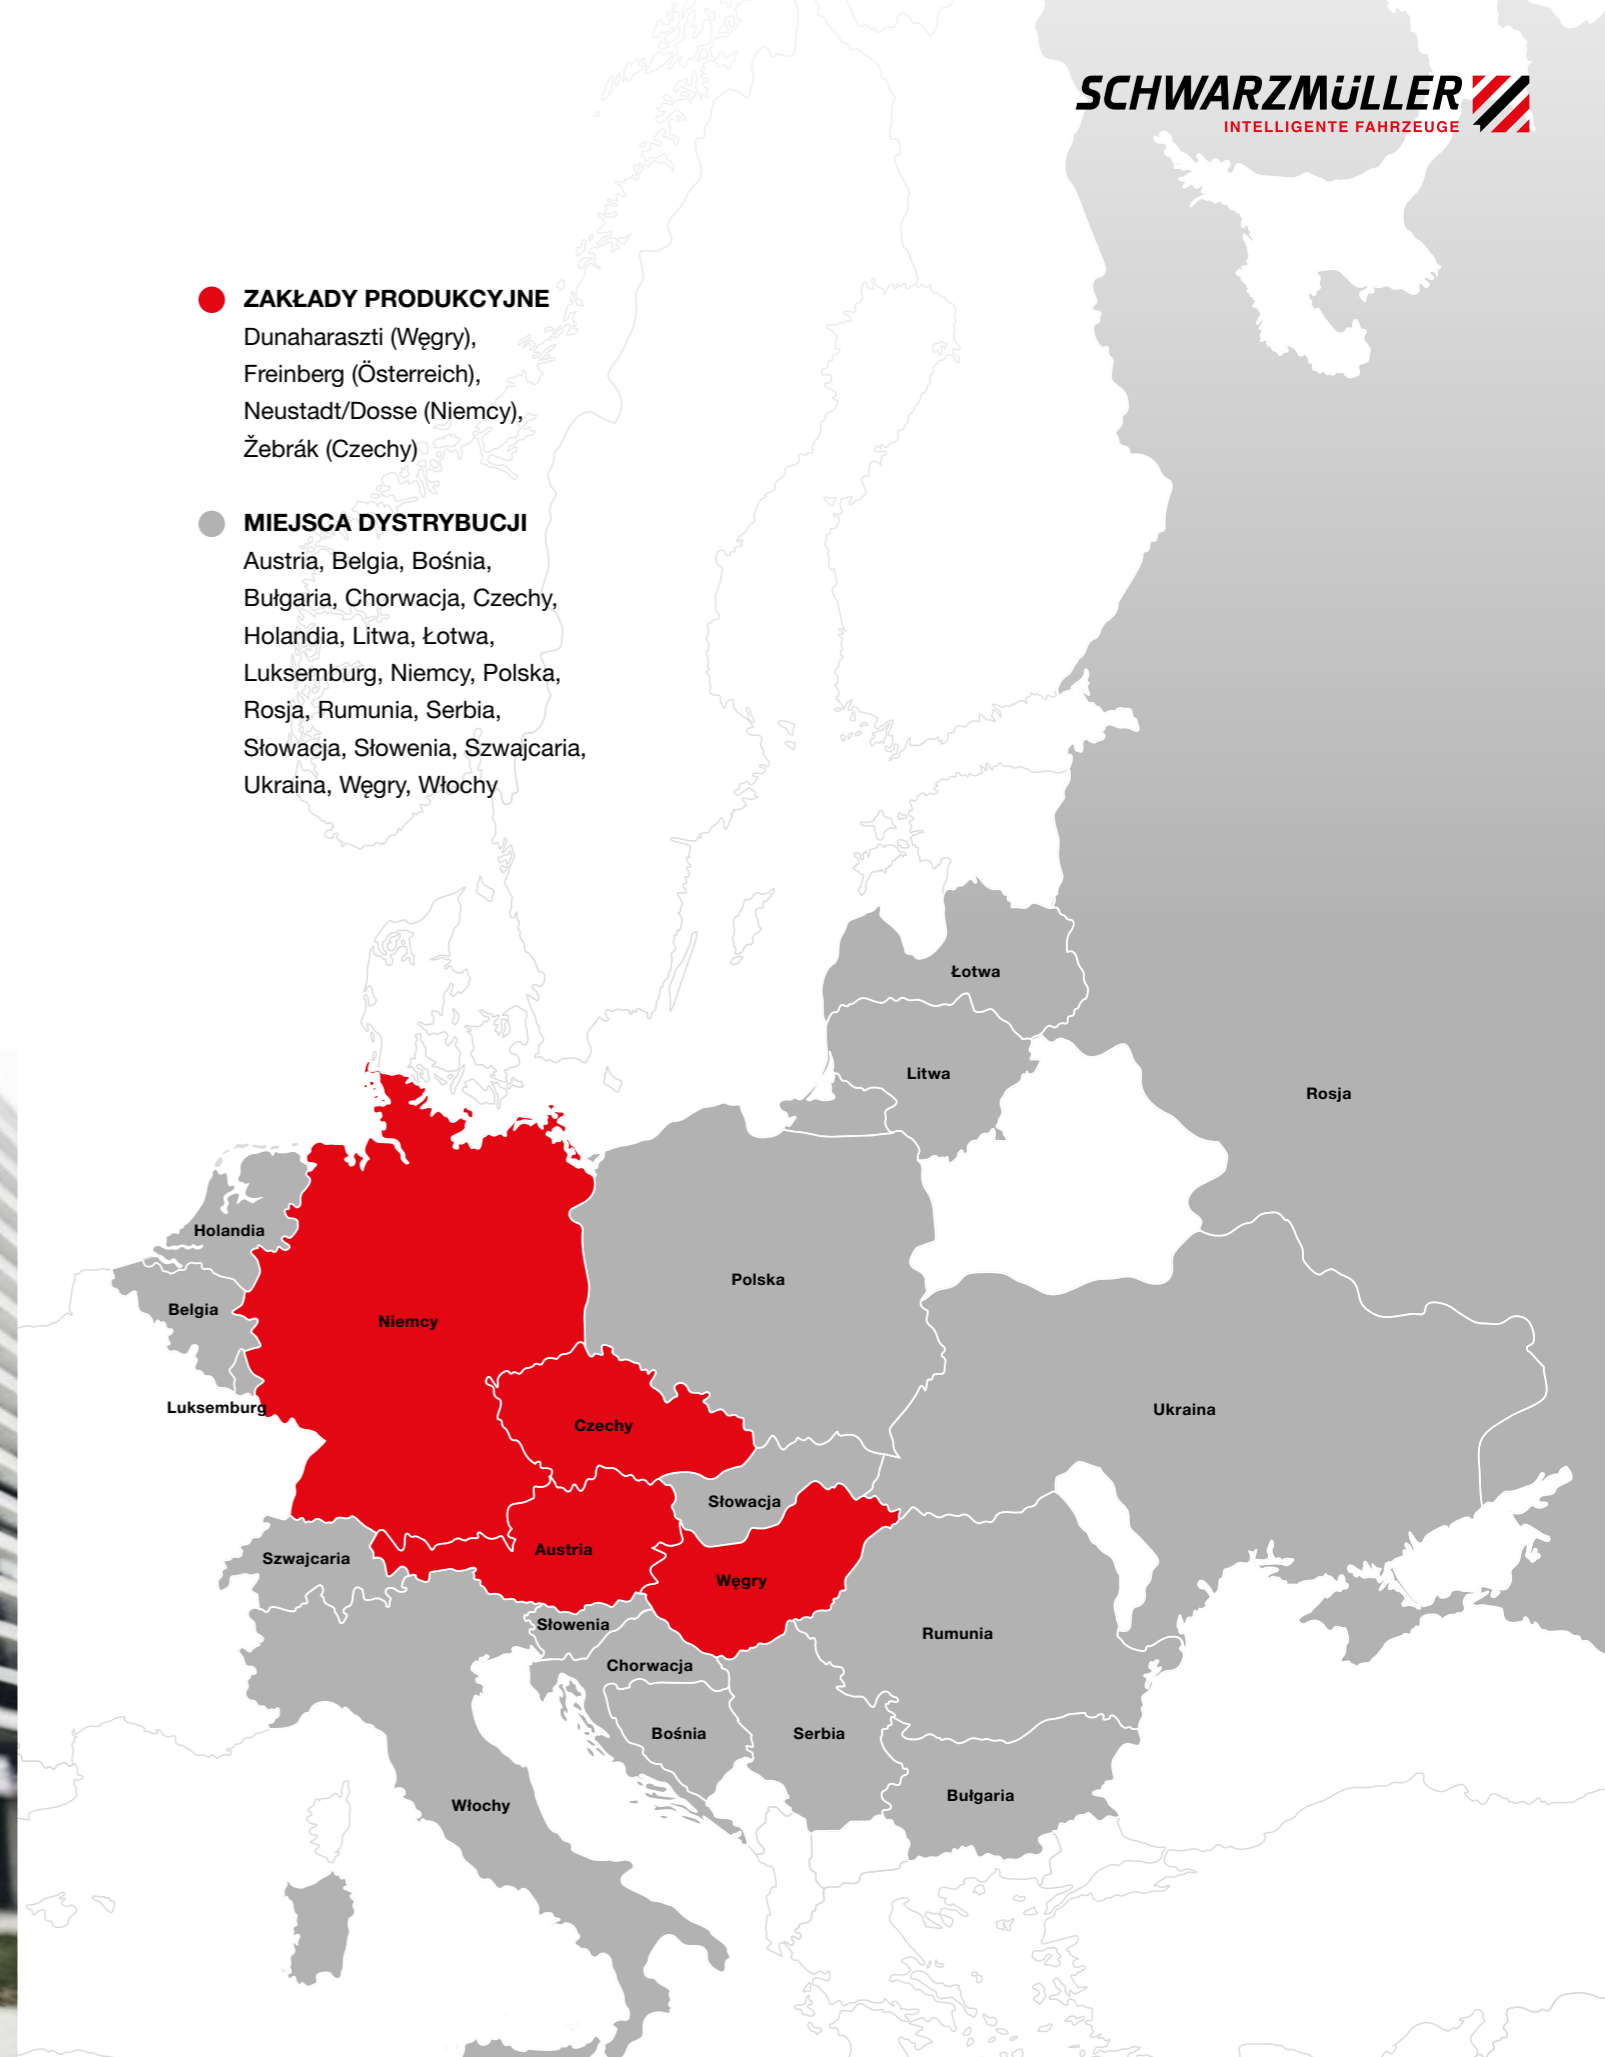 SCHWARZMÜLLER
INTELLIGENTE FAHRZEUGE
ZAKŁADY PRODUKCYJNE
Dunaharaszti (Węgry),
Freinberg (Österreich),
Neustadt/Dosse (Niemcy),
Žebrák (Czechy)
MIEJSCA DYSTRYBUCJI
Austria, Belgia, Bośnia,
Bułgaria, Chorwacja, Czechy,
Holandia, Litwa, Łotwa,
Luksemburg, Niemcy, Polska,
Rosja, Rumunia, Serbia,
Słowacja, Słowenia, Szwajcaria,
Ukraina, Węgry, Włochy
Łotwa
Litwa
Rosja
Holandia
Polska
Belgia
Niemcy
Luksemburg
Ukraina
Czechy
Słowacja
Austria
Szwajcaria
Węgry
Słowenia
Rumunia
Chorwacja
Bośnia
Serbia
Bułgaria
Włochy